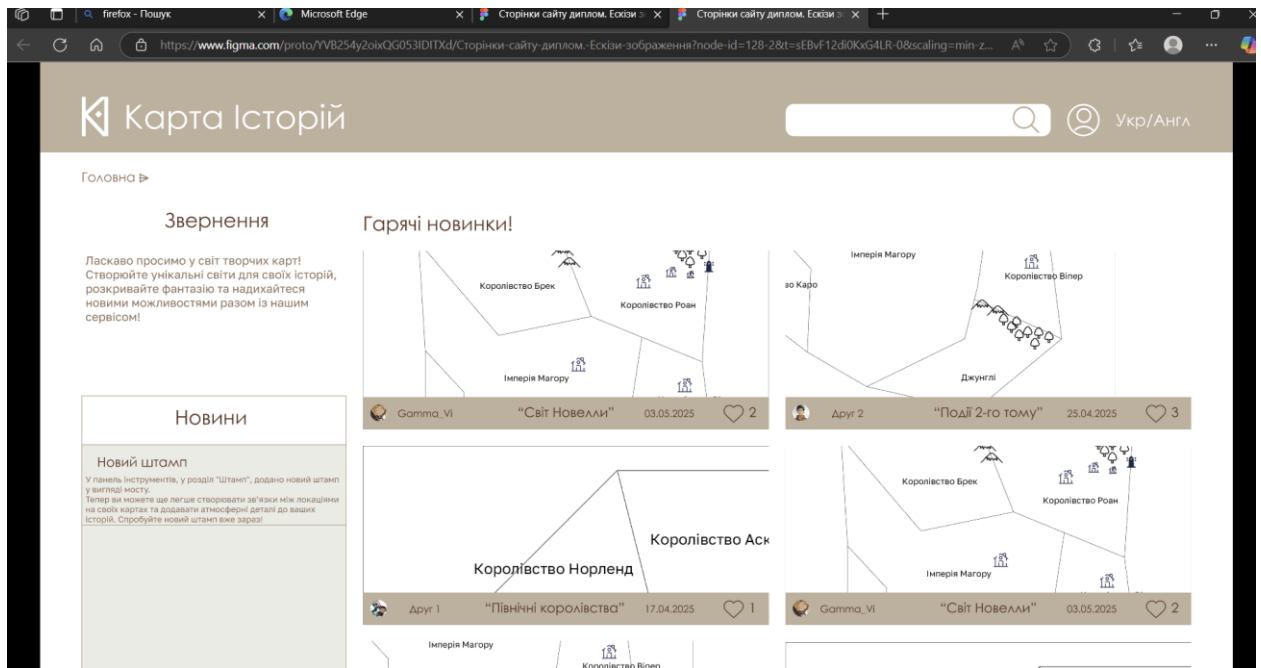 firefox - Пошук
Microsoft Edge
Сторінки сайту диплом. Ескізи з
Сторінки сайту диплом. Ескізи з
https://www.figma.com/proto/YVB254y2oixQG053IDITXd/Сторінки-сайту-диплом.-Ескізи-зображення?node-id=128-2&t=sEBvF12di0KxG4LR-0&scaling=min-z...
Карта Історій
Укр/Англ
Головна
Звернення
Ласкаво просимо у світ творчих карт!
Створюйте унікальні світи для своїх історій,
розкривайте фантазію та надихайтеся
новими можливостями разом із нашим
сервісом!
Новини
Новий штамп
У панель інструментів, у розділ "Штамп", додано новий штамп
у вигляді мосту.
Тепер ви можете ще легше створювати зв'язки між локаціями
на своїх картах та додавати атмосферні деталі до ваших
історій. Спробуйте новий штамп вже зараз!
Гарячі новинки!
Королівство Брек
Королівство Роан
Імперія Магору
Gamma_Vi "Світ Новелли" 03.05.2025 2
Імперія Магору
Королівство Віпер
во Каро
Джунглі
Друг 2 "Події 2-го тому" 25.04.2025 3
Королівство Аск
Королівство Норленд
Друг 1 "Північні королівства" 17.04.2025 1
Королівство Брек
Королівство Роан
Імперія Магору
Gamma_Vi "Світ Новелли" 03.05.2025 2
Імперія Магору
Королівство Віпер